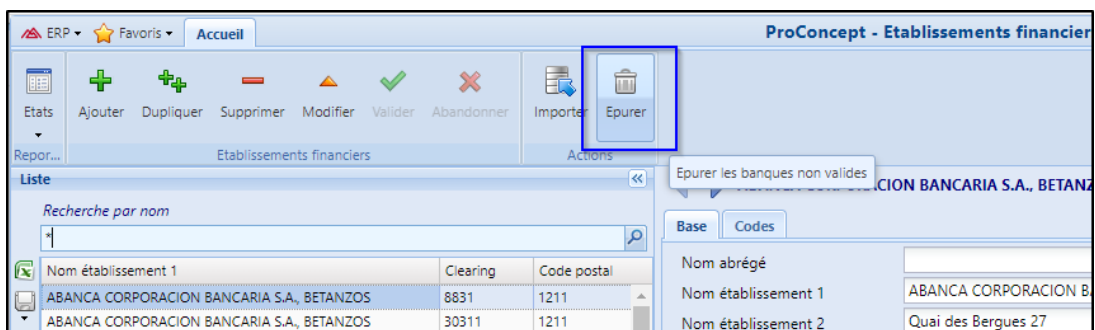 ERP Favoris Accueil ProConcept - Etablissements financier
Etats Ajouter Dupliquer Supprimer Modifier Valider Abandonner Importer Epurer
Repor... Etablissements financiers Actions
Epurer les banques non valides
Liste
CION BANCARIA S.A., BETANZ
Recherche par nom
*
Base Codes
Nom établissement 1 Clearing Code postal
Nom abrégé
ABANCA CORPORACION BANCARIA S.A., BETANZOS 8831 1211
Nom établissement 1 ABANCA CORPORACION B
ABANCA CORPORACION BANCARIA S.A., BETANZOS 30311 1211
Nom établissement 2 Quai des Bergues 27